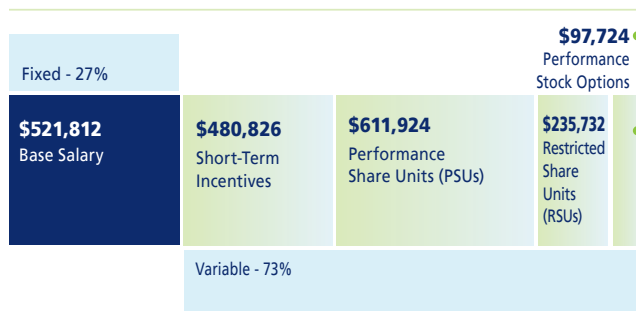 $97,724
Performance
Stock Options
Fixed - 27%
$521,812
Base Salary
$480,826
Short-Term
Incentives
$611,924
Performance
Share Units (PSUs)
$235,732
Restricted
Share
Units
(RSUs)
Variable - 73%